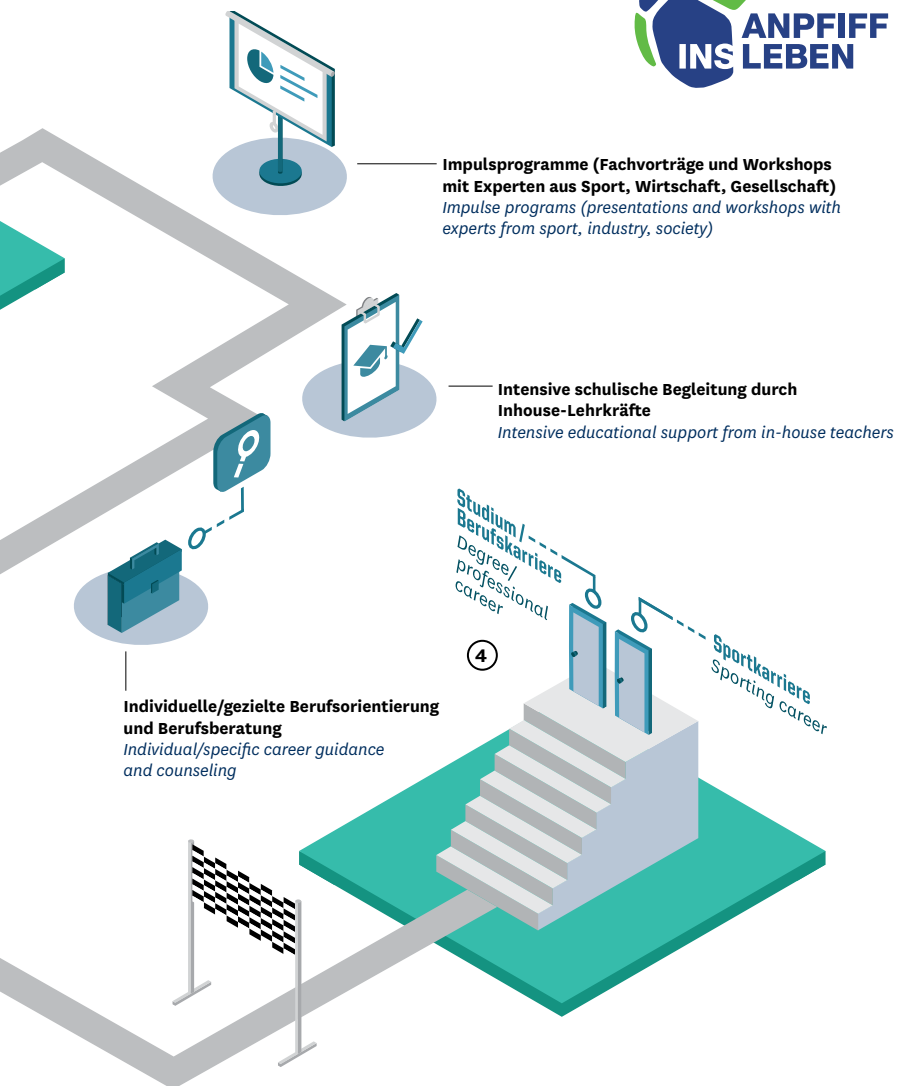 ANPFIFF
INS LEBEN
Impulsprogramme (Fachvorträge und Workshops
mit Experten aus Sport, Wirtschaft, Gesellschaft)
Impulse programs (presentations and workshops with
experts from sport, industry, society)
Intensive schulische Begleitung durch
Inhouse-Lehrkräfte
Intensive educational support from in-house teachers
Studium/
Berufskarriere
Degree/
professional
career
4
Sportkarriere
Sporting career
Individuelle/gezielte Berufsorientierung
und Berufsberatung
Individual/specific career guidance
and counseling